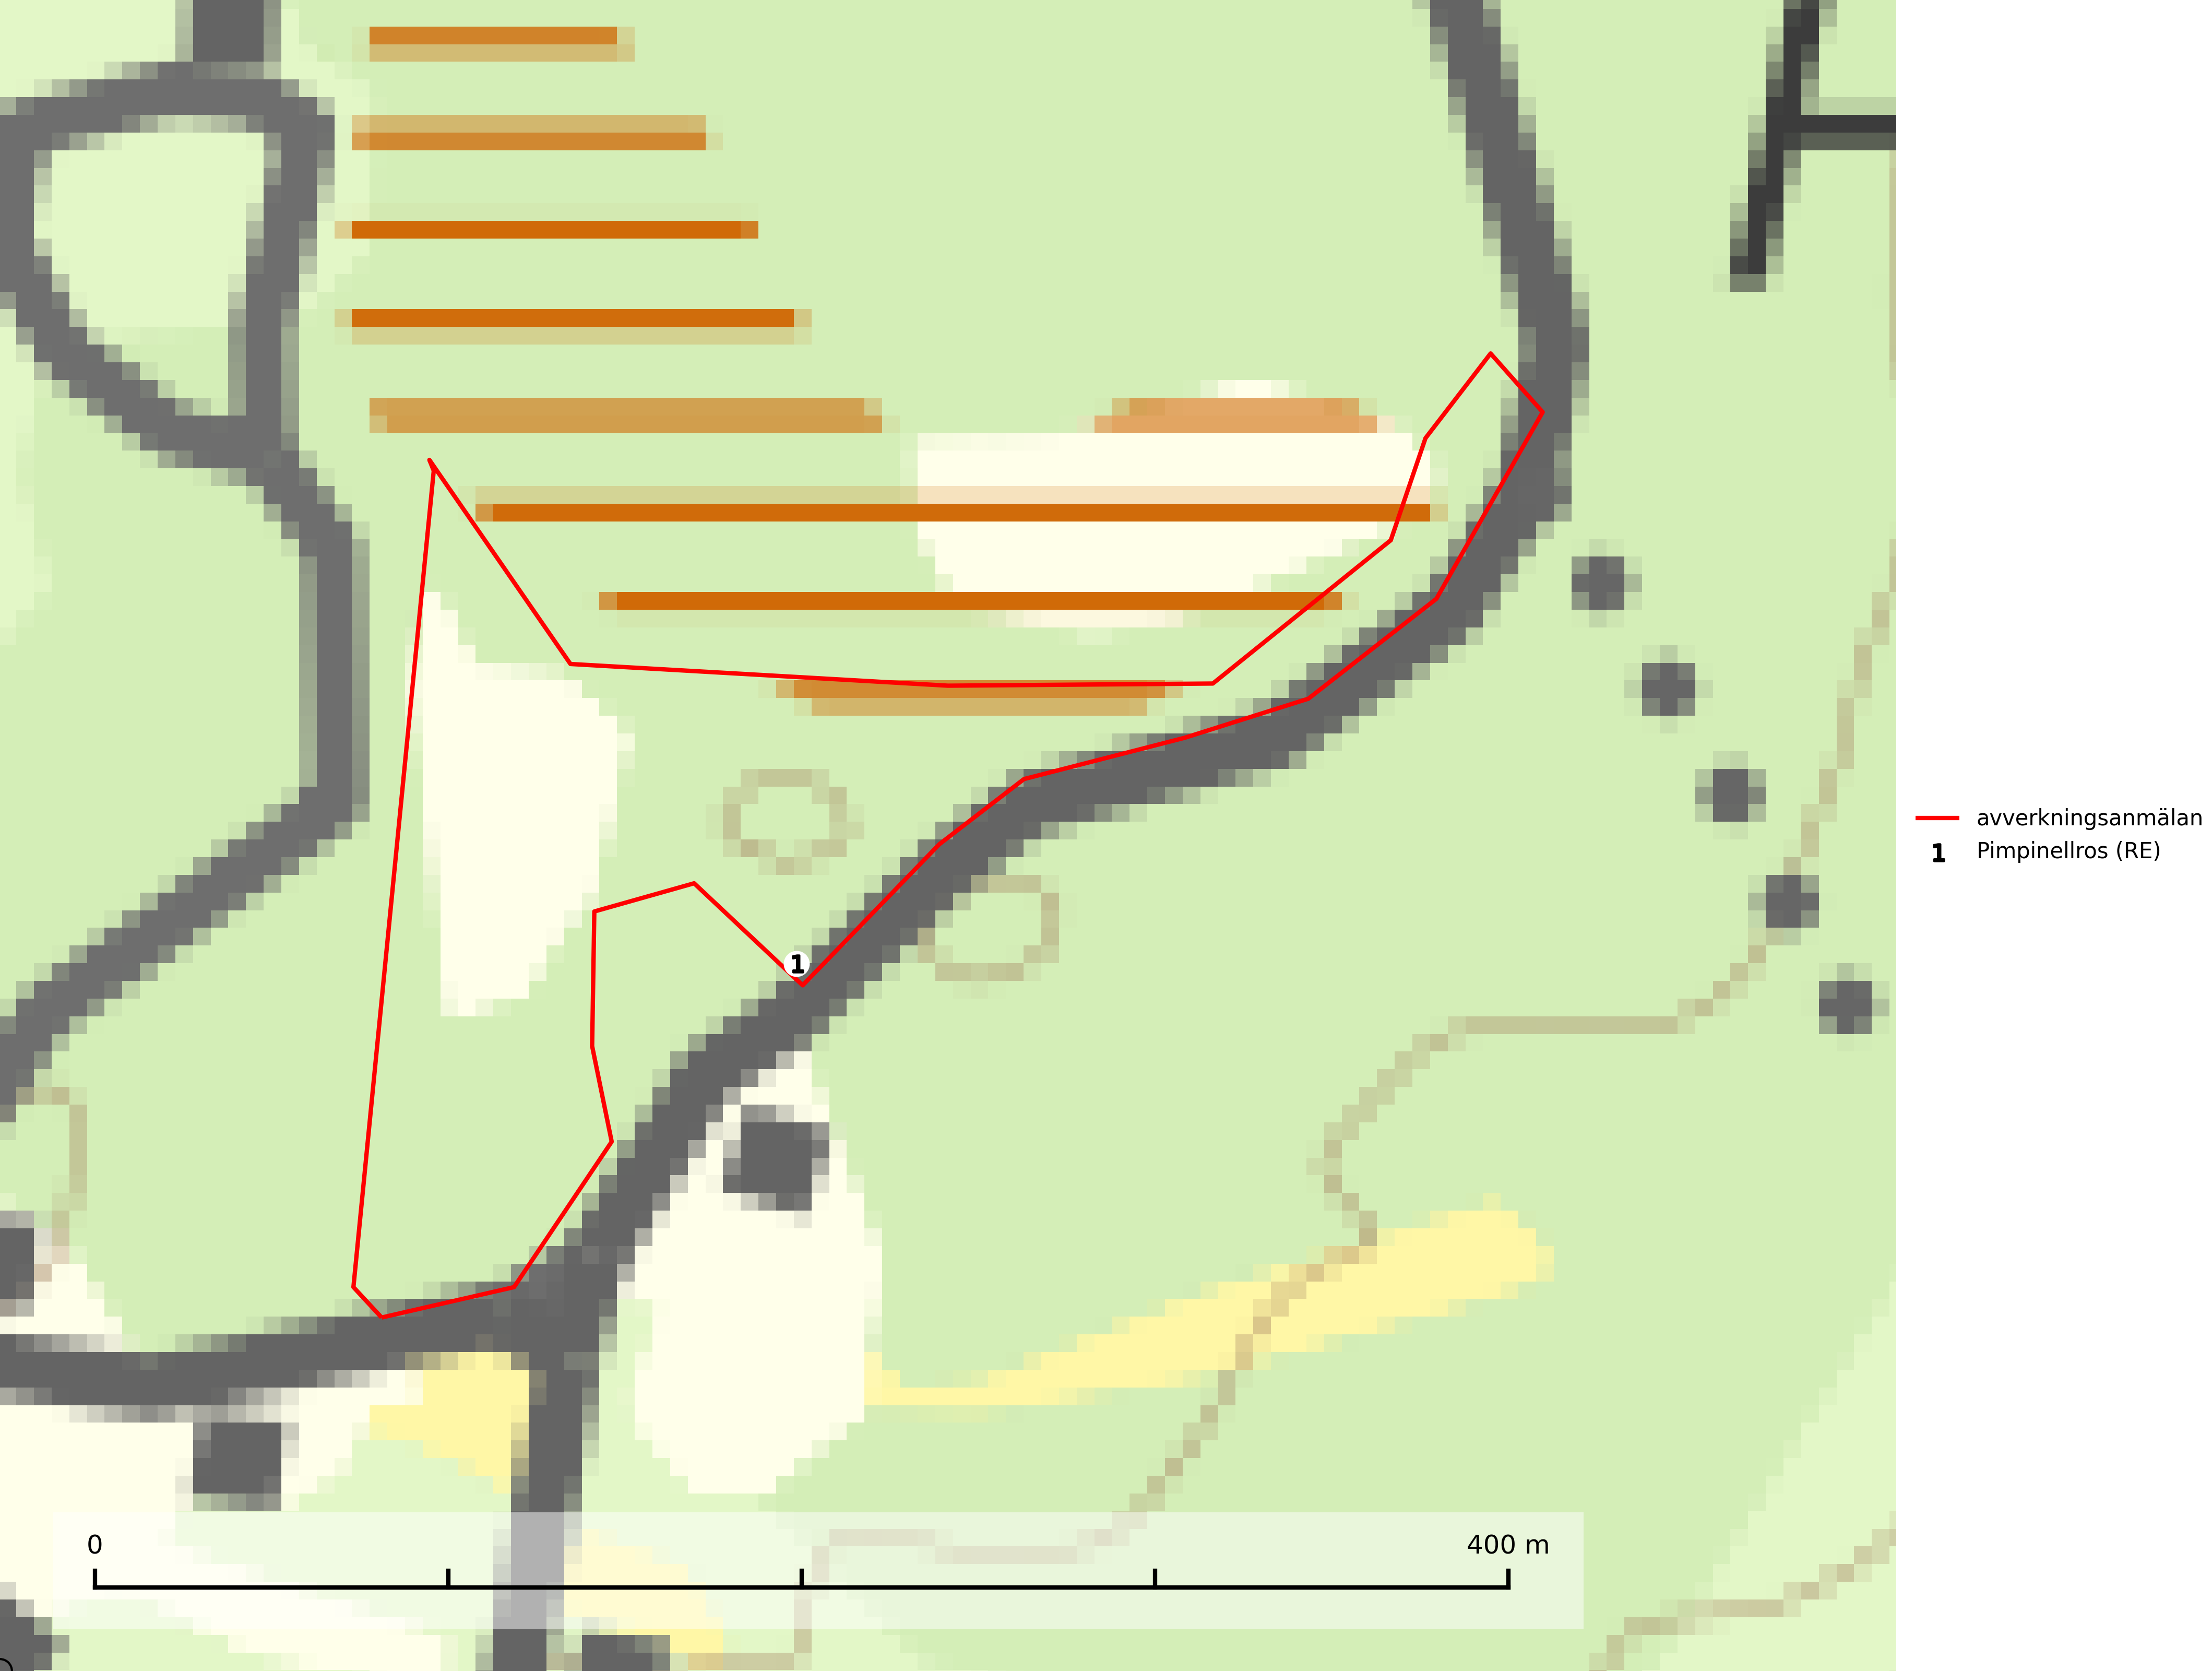 avverkningsanmälan
1 Pimpinellros (RE)
1
0 400 m